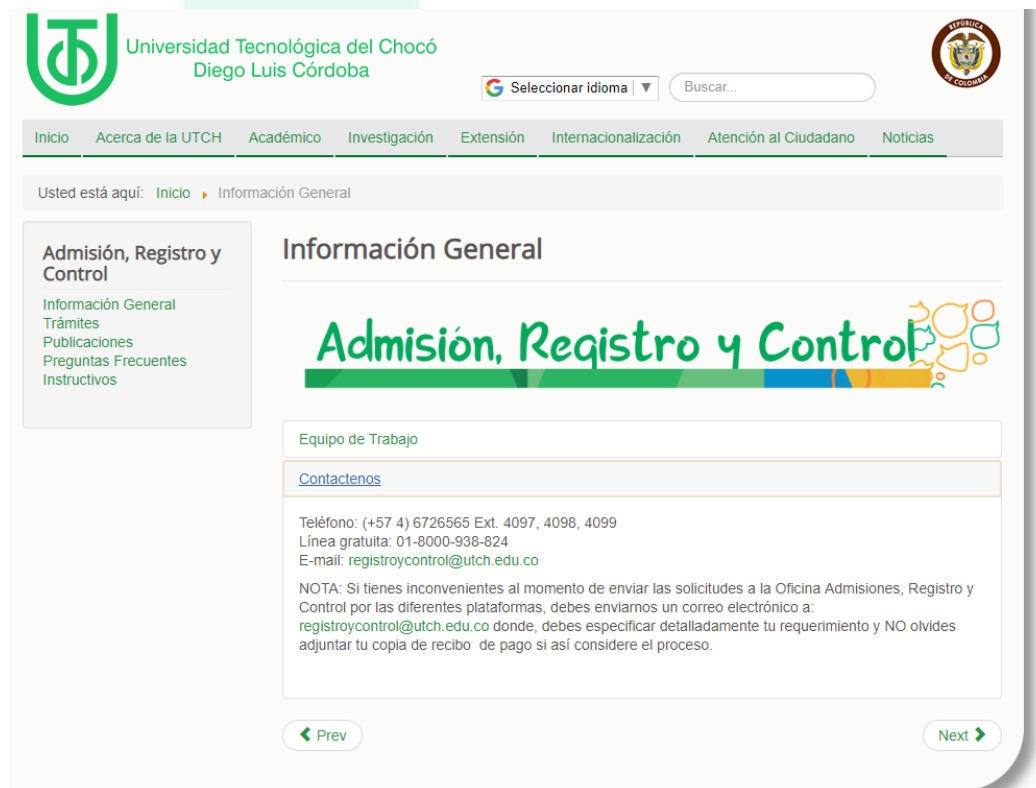 Universidad Tecnológica del Chocó
Diego Luis Córdoba
REPÚBLICA
DE COLOMBIA
G Seleccionar idioma ▼
Buscar...
Inicio Acerca de la UTCH Académico Investigación Extensión Internacionalización Atención al Ciudadano Noticias
Usted está aquí: Inicio Información General
Admisión, Registro y
Control
Información General
Trámites
Publicaciones
Preguntas Frecuentes
Instructivos
Información General
Admisión, Registro y Control
Equipo de Trabajo
Contactenos
Teléfono: (+57 4) 6726565 Ext. 4097, 4098, 4099
Línea gratuita: 01-8000-938-824
E-mail: registroycontrol@utch.edu.co
NOTA: Si tienes inconvenientes al momento de enviar las solicitudes a la Oficina Admisiones, Registro y
Control por las diferentes plataformas, debes enviarnos un correo electrónico a:
registroycontrol@utch.edu.co donde, debes especificar detalladamente tu requerimiento y NO olvides
adjuntar tu copia de recibo de pago si así considere el proceso.
Prev
Next